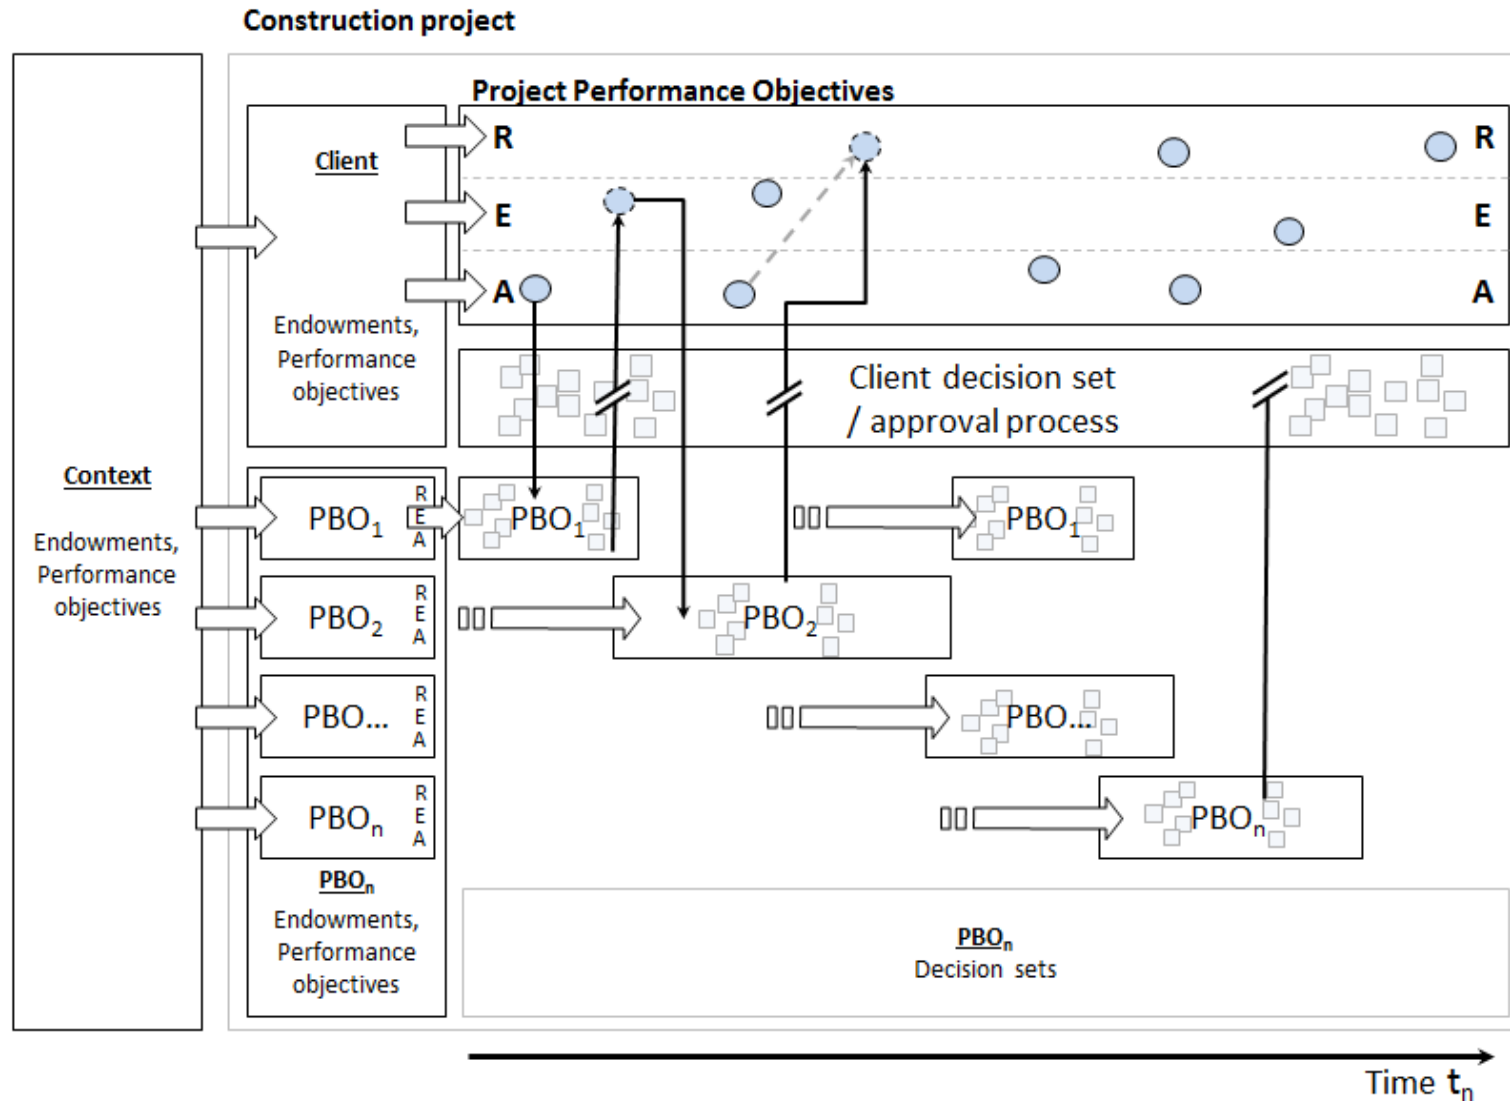 Construction project
Project Performance Objectives
Client
Endowments,
Performance
objectives
R
E
A
R
E
A
Client decision set
/ approval process
Context
Endowments,
Performance
objectives
PBO1
R
E
A
PBO1
PBO1
PBO2
R
E
A
PBO2
PBO...
R
E
A
PBO...
PBOn
R
E
A
PBOn
PBOn
Endowments,
Performance
objectives
PBOn
Decision sets
Time tn